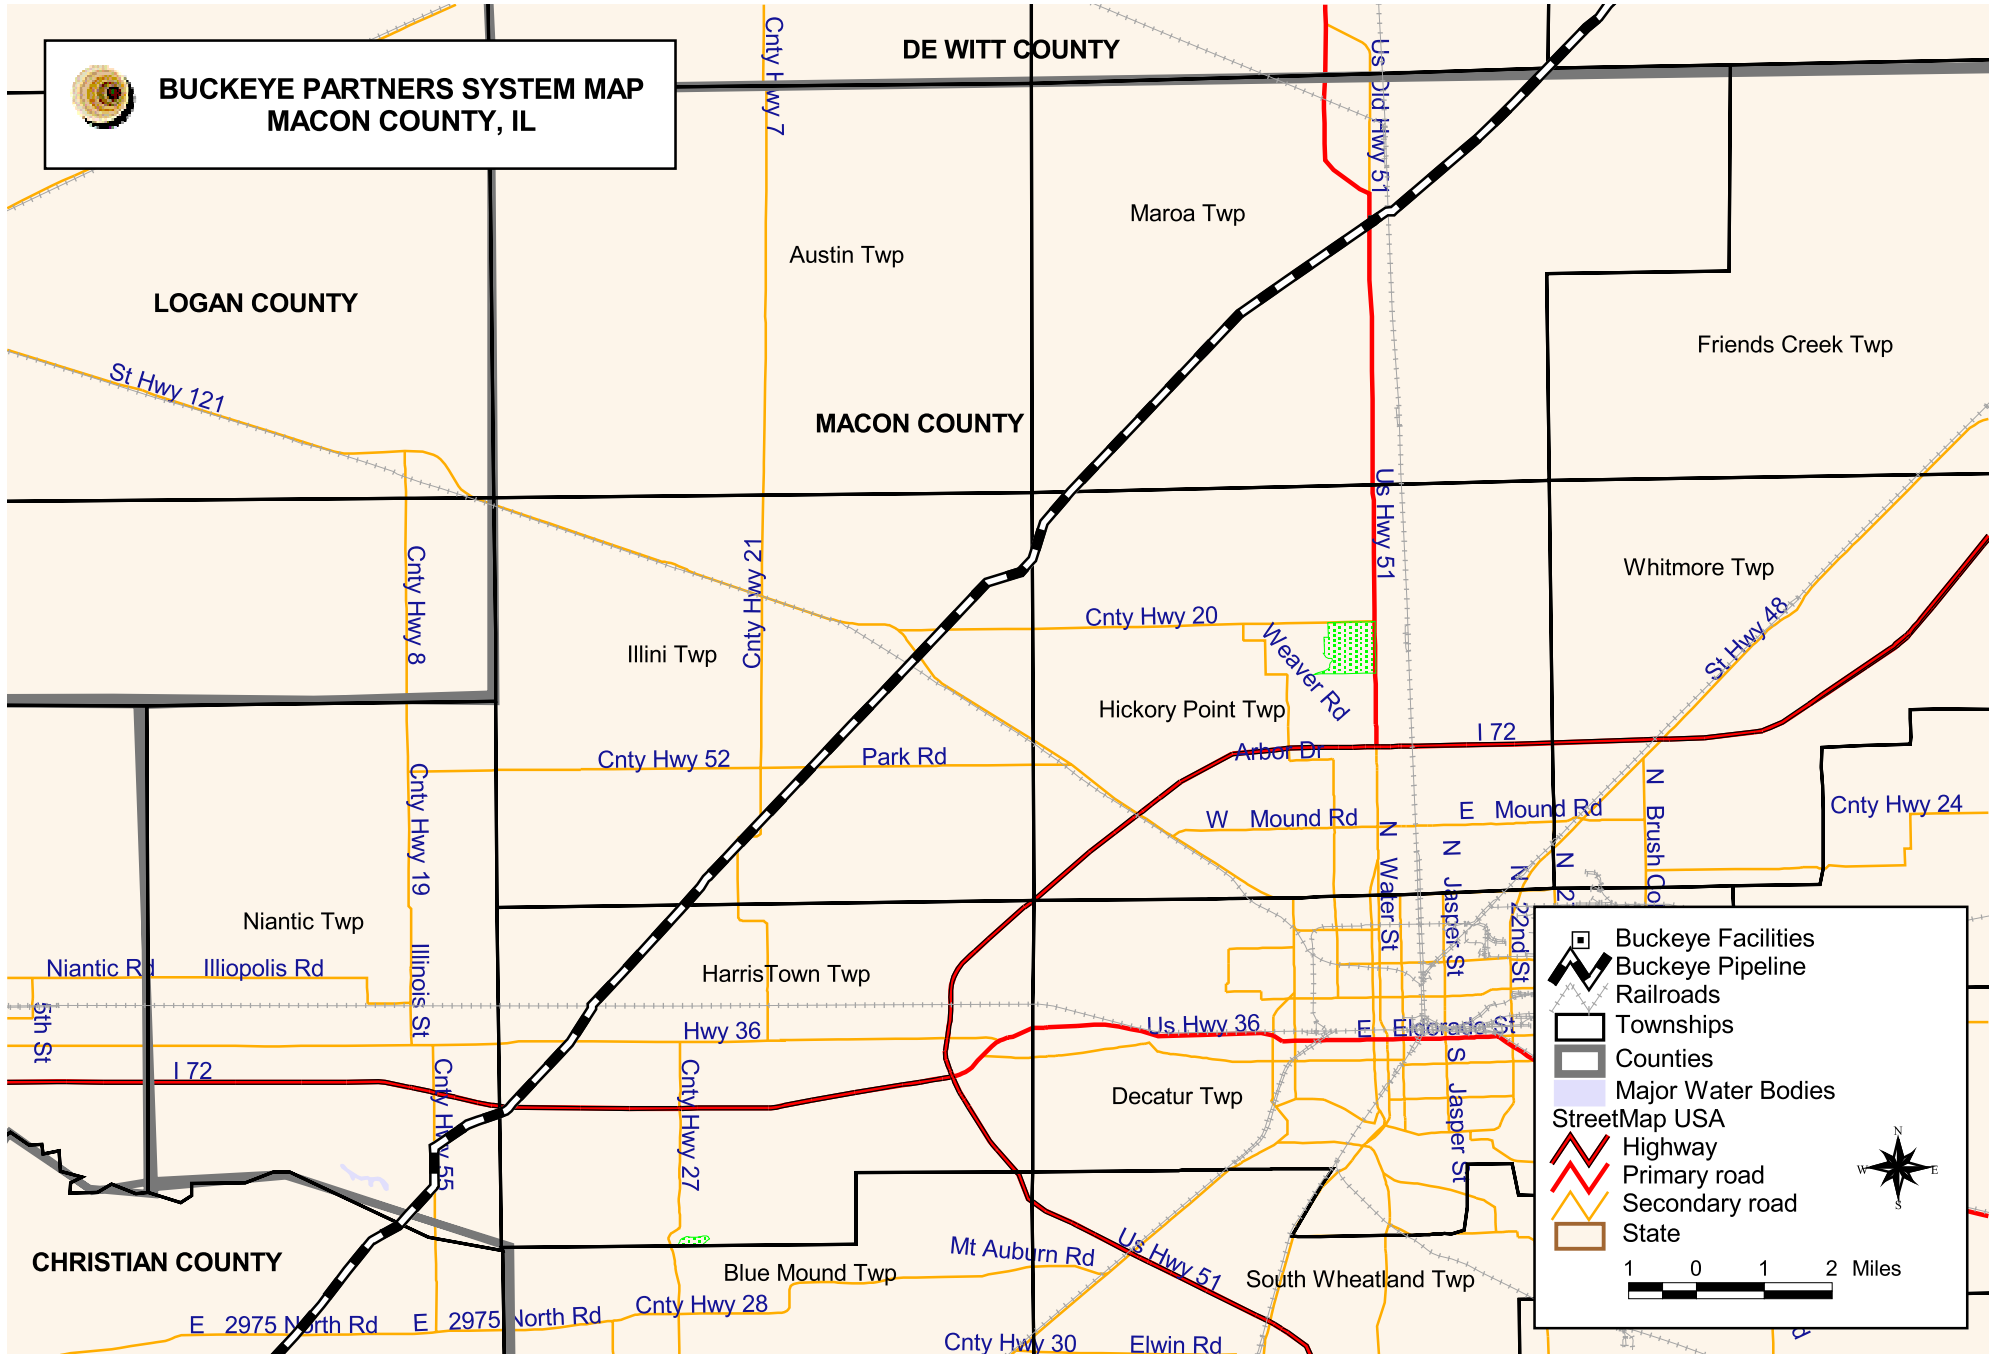 DE WITT COUNTY
Cnty Hwy 7
Us Old Hwy 51
BUCKEYE PARTNERS SYSTEM MAP
MACON COUNTY, IL
Maroa Twp
Austin Twp
LOGAN COUNTY
Friends Creek Twp
St Hwy 121
MACON COUNTY
Us Hwy 51
Cnty Hwy 8
Cnty Hwy 21
Whitmore Twp
Cnty Hwy 20
Weaver Rd
St Hwy 48
Illini Twp
Hickory Point Twp
I 72
Arbor Dr
Cnty Hwy 52
Park Rd
Cnty Hwy 19
W Mound Rd
E Mound Rd
N Brush Co
Cnty Hwy 24
N Water St
N Jasper St
N 22nd St
N 2
Niantic Twp
Niantic Rd
Illiopolis Rd
Illinois St
HarrisTown Twp
5th St
Hwy 36
Us Hwy 36
E Eldorado St
I 72
Cnty Hwy 55
Cnty Hwy 27
Decatur Twp
S Jasper St
CHRISTIAN COUNTY
Blue Mound Twp
Mt Auburn Rd
Us Hwy 51
South Wheatland Twp
E 2975 North Rd
E 2975 North Rd
Cnty Hwy 28
Cnty Hwy 30
Elwin Rd
d
Buckeye Facilities
Buckeye Pipeline
Railroads
Townships
Counties
Major Water Bodies
StreetMap USA
Highway
Primary road
Secondary road
State
N
W E
S
1 0 1 2 Miles